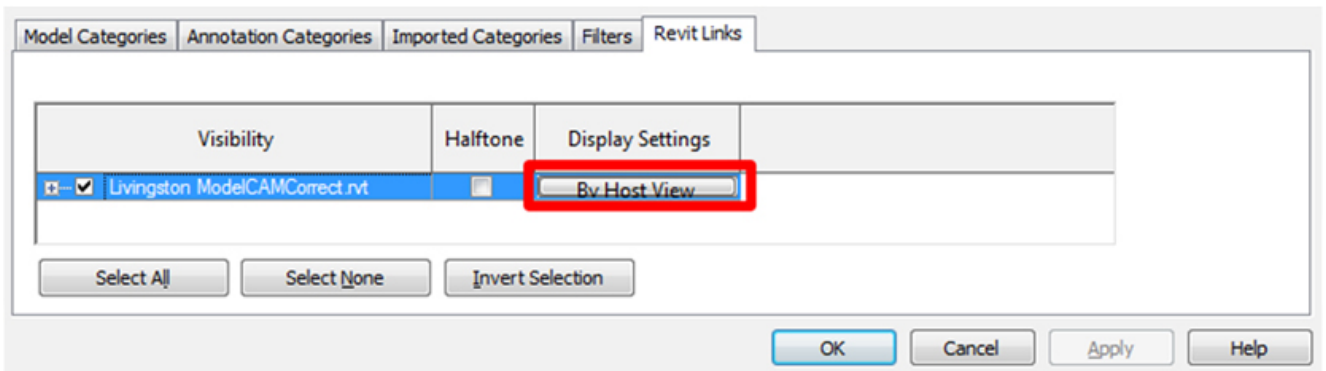 Model Categories Annotation Categories Imported Categories Filters Revit Links
Visibility Halftone Display Settings
Livingston ModelCAMCorrect.rvt By Host View
Select All Select None Invert Selection
OK Cancel Apply Help